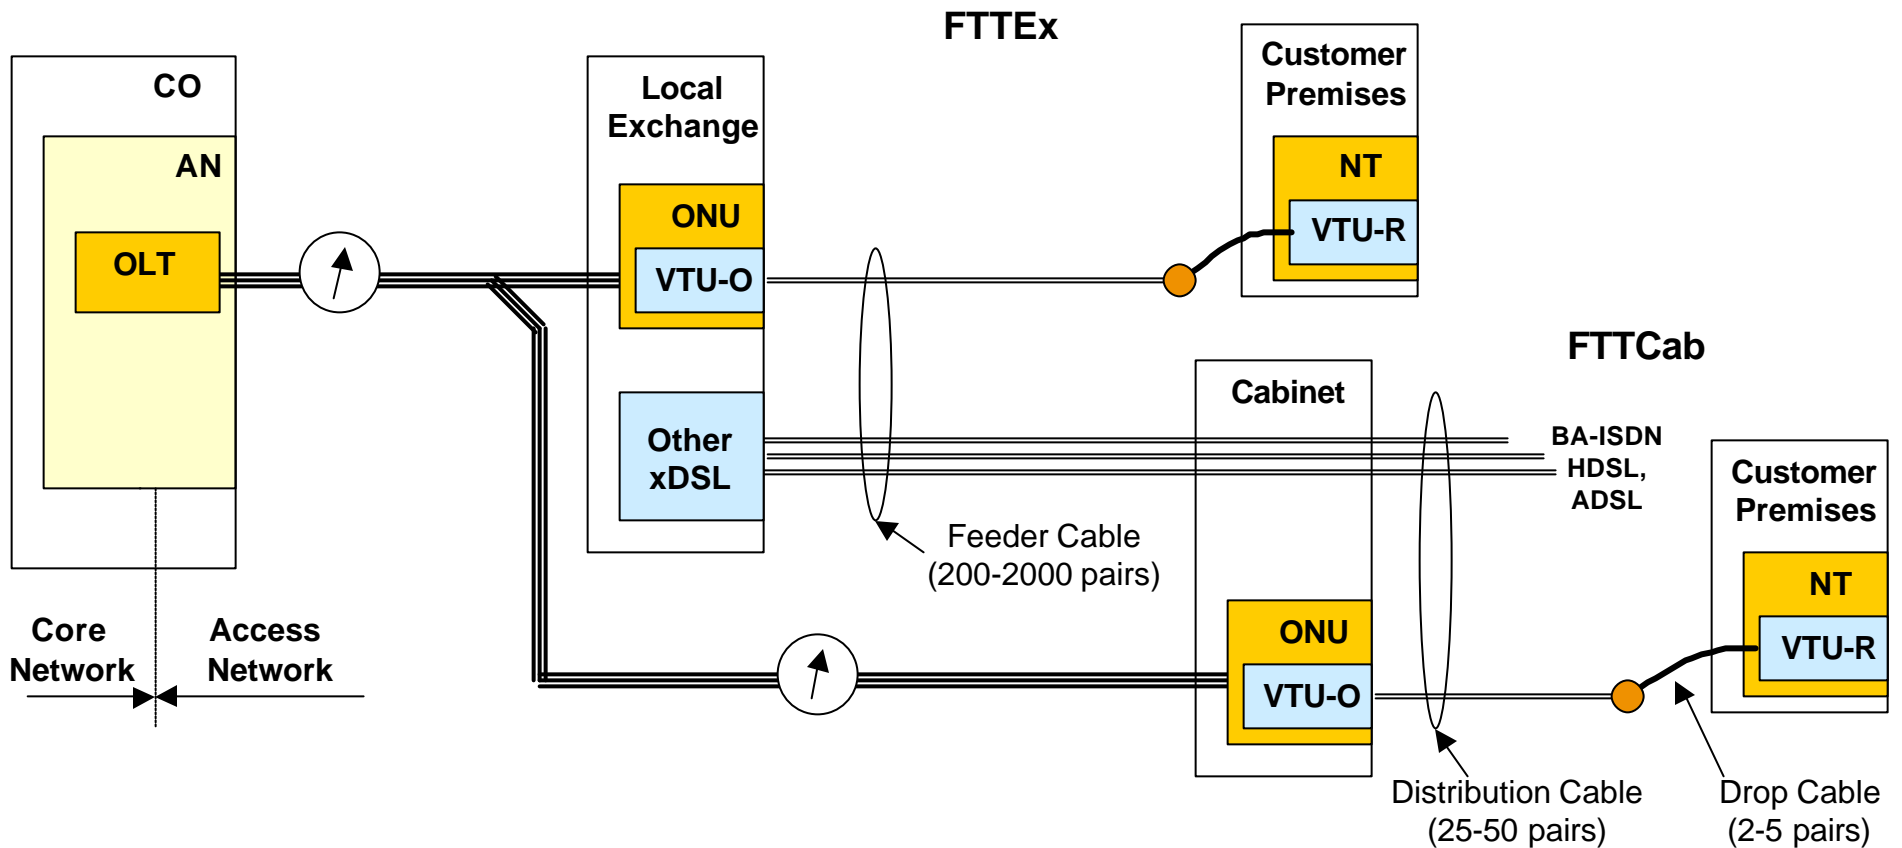 FTTEx
CO
AN
OLT
Local
Exchange
ONU
VTU-O
Other
xDSL
Customer
Premises
NT
VTU-R
FTTCab
Cabinet
BA-ISDN
HDSL,
ADSL
Customer
Premises
NT
VTU-R
Feeder Cable
(200-2000 pairs)
ONU
VTU-O
Core
Network
Access
Network
Distribution Cable
(25-50 pairs)
Drop Cable
(2-5 pairs)